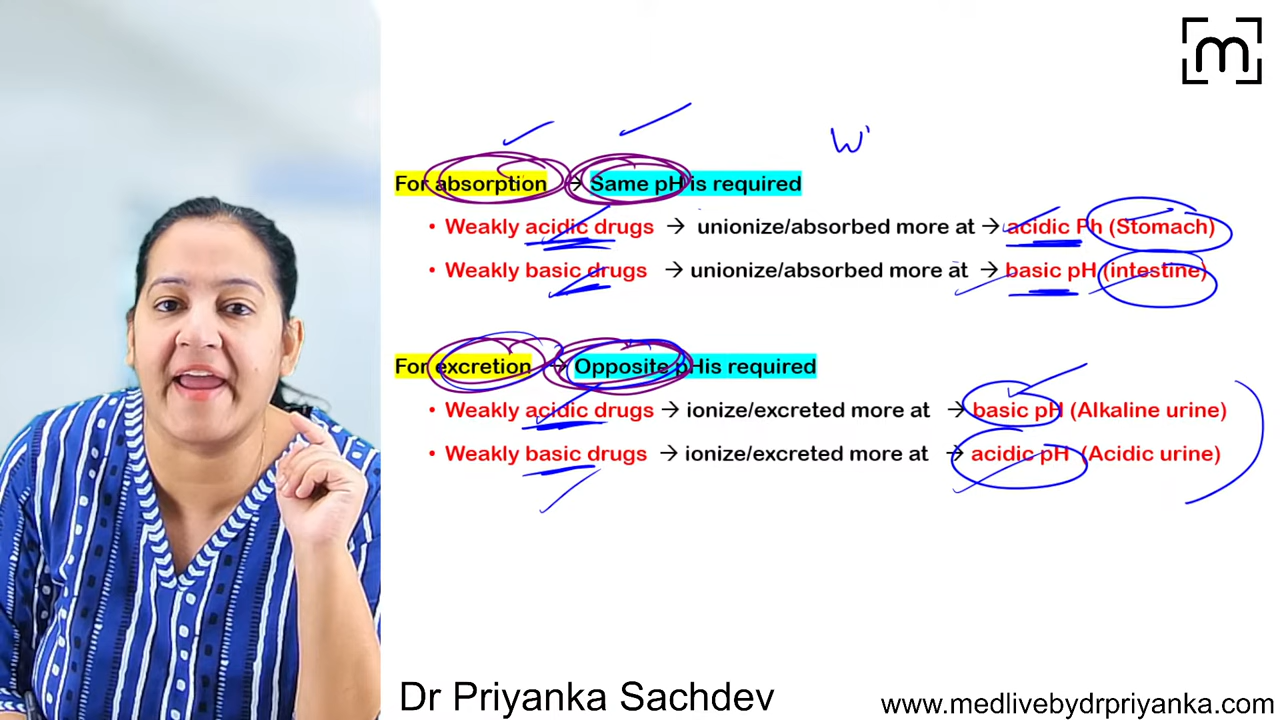 m
W
For absorption → Same pH is required
• Weakly acidic drugs → unionize/absorbed more at → acidic Ph (Stomach)
• Weakly basic drugs → unionize/absorbed more at → basic pH (intestine)
For excretion → Opposite pHis required
• Weakly acidic drugs → ionize/excreted more at → basic pH (Alkaline urine)
• Weakly basic drugs → ionize/excreted more at → acidic pH (Acidic urine)
Dr Priyanka Sachdev
www.medlivebydrpriyanka.com